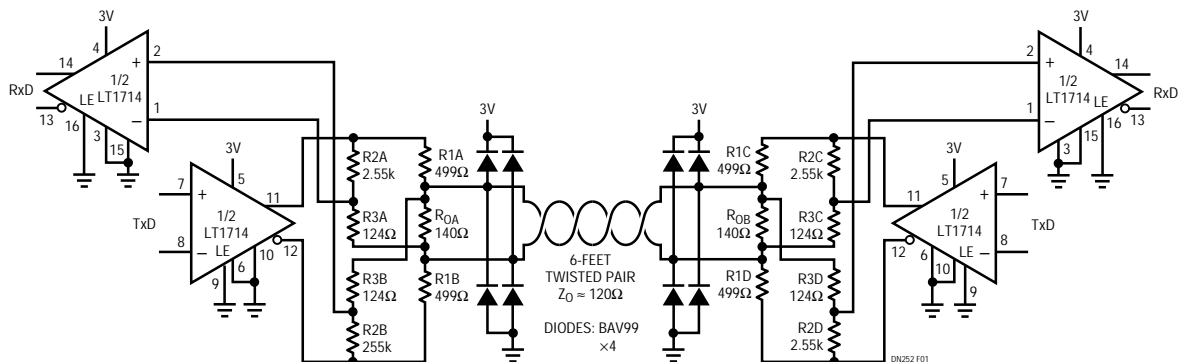 3V
4
2
14
+
1/2
LT1714
RxD
LE
1
−
13
16
3
15
3V
7
+
5
11
TxD
1/2
LT1714
8
−
LE
12
10
6
9
R2A
2.55k
R1A
499Ω
R3A
124Ω
ROA
140Ω
R3B
124Ω
R1B
499Ω
R2B
255k
3V
6-FEET
TWISTED PAIR
ZO ≈ 120Ω
DIODES: BAV99
×4
3V
R1C
499Ω
R2C
2.55k
ROB
140Ω
R3C
124Ω
R1D
499Ω
R3D
124Ω
R2D
2.55k
3V
2
4
+
14
1/2
LT1714
RxD
LE
1
−
13
15
16
3
3V
5
7
11
+
1/2
LT1714
TxD
12
LE
−
8
6
10
9
DN252 F01